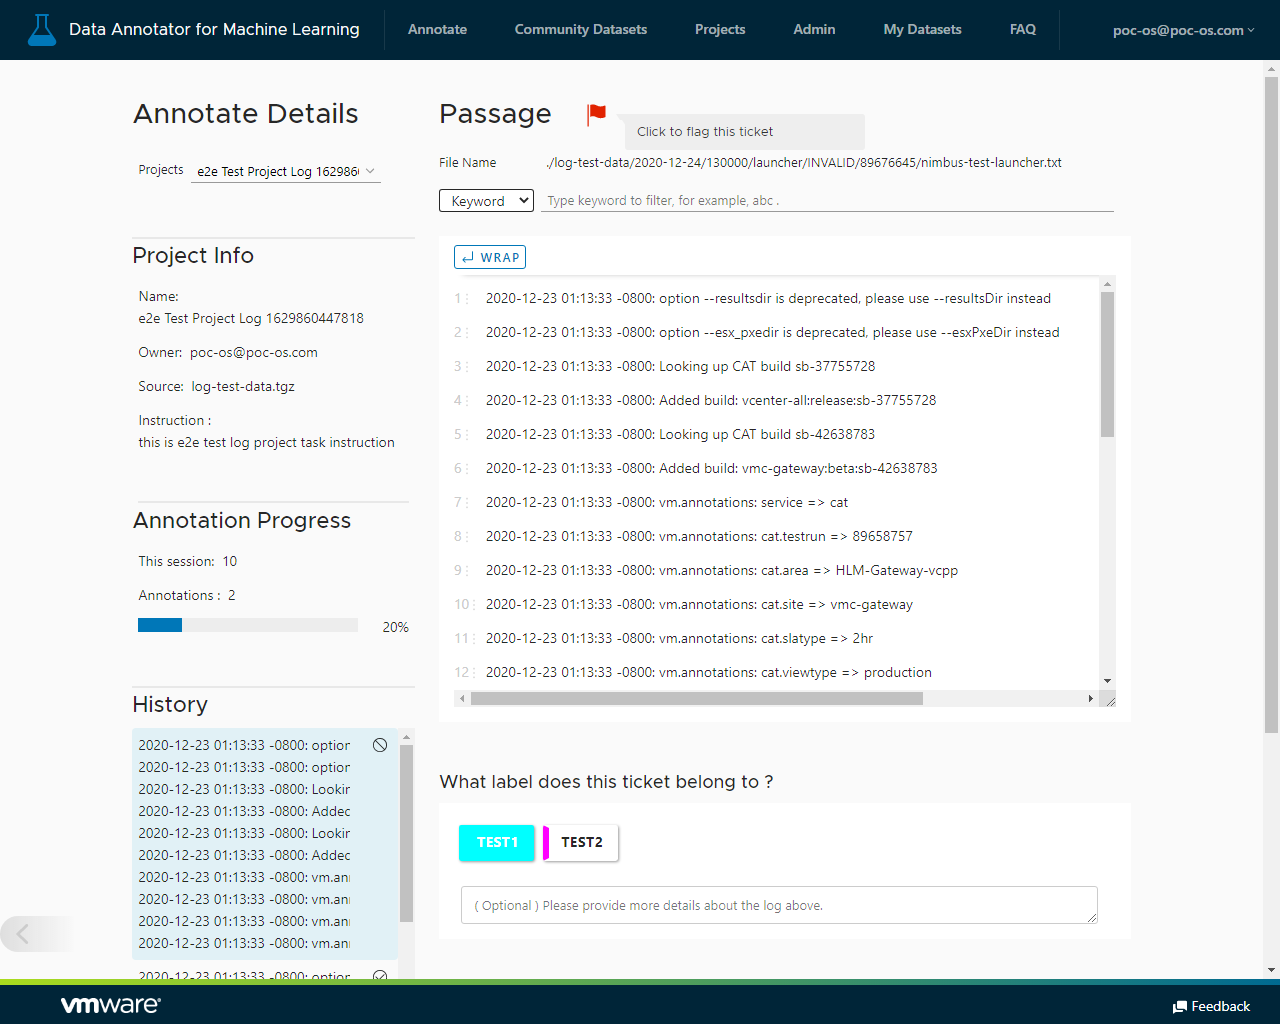 Data Annotator for Machine Learning
Annotate
Community Datasets
Projects
Admin
My Datasets
FAQ
poc-os@poc-os.com
Annotate Details
Projects
e2e Test Project Log 162986
Project Info
Name:
e2e Test Project Log 1629860447818
Owner: poc-os@poc-os.com
Source: log-test-data.tgz
Instruction :
this is e2e test log project task instruction
Annotation Progress
This session: 10
Annotations : 2
20%
History
2020-12-23 01:13:33 -0800: option
2020-12-23 01:13:33 -0800: option
2020-12-23 01:13:33 -0800: Lookin
2020-12-23 01:13:33 -0800: Added
2020-12-23 01:13:33 -0800: Lookin
2020-12-23 01:13:33 -0800: Added
2020-12-23 01:13:33 -0800: vm.an
2020-12-23 01:13:33 -0800: vm.an
2020-12-23 01:13:33 -0800: vm.an
2020-12-23 01:13:33 -0800: vm.an
2020-12-23 01:13:33 -0800: option
Passage
Click to flag this ticket
File Name ./log-test-data/2020-12-24/130000/launcher/INVALID/89676645/nimbus-test-launcher.txt
Keyword
Type keyword to filter, for example, abc .
WRAP
1 2020-12-23 01:13:33 -0800: option --resultsdir is deprecated, please use --resultsDir instead
2 2020-12-23 01:13:33 -0800: option --esx_pxedir is deprecated, please use --esxPxeDir instead
3 2020-12-23 01:13:33 -0800: Looking up CAT build sb-37755728
4 2020-12-23 01:13:33 -0800: Added build: vcenter-all:release:sb-37755728
5 2020-12-23 01:13:33 -0800: Looking up CAT build sb-42638783
6 2020-12-23 01:13:33 -0800: Added build: vmc-gateway:beta:sb-42638783
7 2020-12-23 01:13:33 -0800: vm.annotations: service => cat
8 2020-12-23 01:13:33 -0800: vm.annotations: cat.testrun => 89658757
9 2020-12-23 01:13:33 -0800: vm.annotations: cat.area => HLM-Gateway-vcpp
10 2020-12-23 01:13:33 -0800: vm.annotations: cat.site => vmc-gateway
11 2020-12-23 01:13:33 -0800: vm.annotations: cat.slatype => 2hr
12 2020-12-23 01:13:33 -0800: vm.annotations: cat.viewtype => production
What label does this ticket belong to ?
TEST1
TEST2
( Optional ) Please provide more details about the log above.
vmware
Feedback